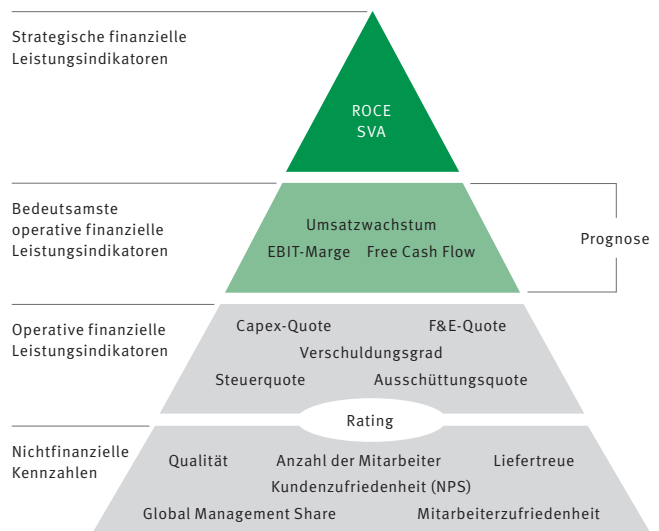 Strategische finanzielle
Leistungsindikatoren
ROCE
SVA
Bedeutsamste
operative finanzielle
Leistungsindikatoren
Umsatzwachstum
EBIT-Marge Free Cash Flow
Prognose
Operative finanzielle
Leistungsindikatoren
Capex-Quote F&E-Quote
Verschuldungsgrad
Steuerquote Ausschüttungsquote
Rating
Nichtfinanzielle
Kennzahlen
Qualität Anzahl der Mitarbeiter Liefertreue
Kundenzufriedenheit (NPS)
Global Management Share Mitarbeiterzufriedenheit